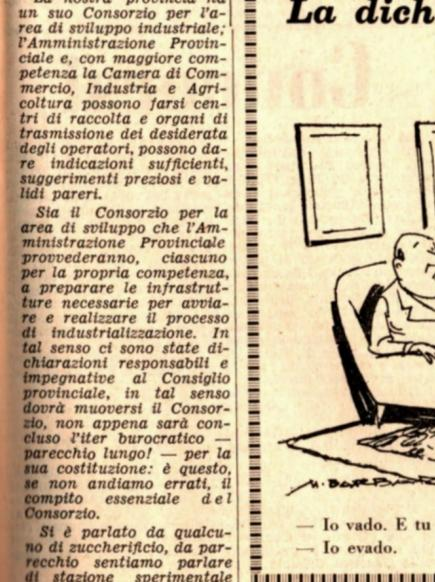 La nostra provincia ha
un suo Consorzio per l'a-
rea di sviluppo industriale;
l'Amministrazione Provin-
ciale e, con maggiore com-
petenza la Camera di Com-
mercio, Industria e Agri-
coltura possono farsi cen-
tri di raccolta e organi di
trasmissione dei desiderata
degli operatori, possono da-
re indicazioni sufficienti,
suggerimenti preziosi e va-
lidi pareri.
Sia il Consorzio per la
area di sviluppo che l'Am-
ministrazione Provinciale
provvederanno, ciascuno
per la propria competenza,
a preparare le infrastrut-
ture necessarie per avvia-
re e realizzare il processo
di industrializzazione. In
tal senso ci sono state di-
chiarazioni responsabili e
impegnative al Consiglio
provinciale, in tal senso
dovrà muoversi il Consor-
zio, non appena sarà con-
cluso l'iter burocratico —
parecchio lungo! — per la
sua costituzione: è questo,
se non andiamo errati, il
compito essenziale del
Consorzio.
Si è parlato da qualcu-
no di zuccherificio, da par-
recchio sentiamo parlare
di stazione sperimentale
La dich
— Io vado. E tu
— Io evado.